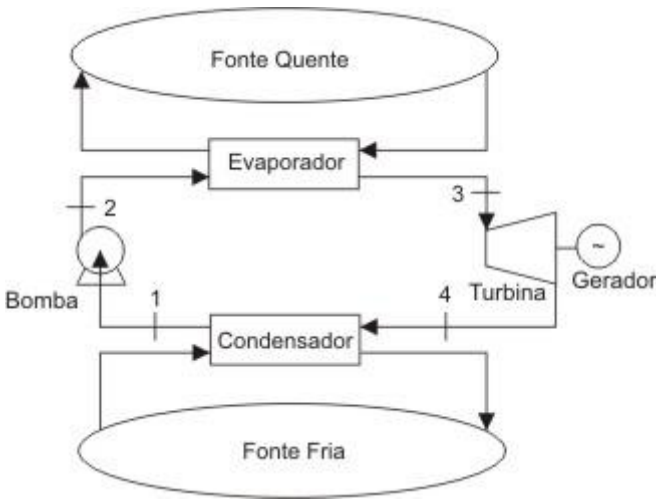 Fonte Quente
Evaporador
2
3
~
Bomba
Turbina
Gerador
1
4
Condensador
Fonte Fria